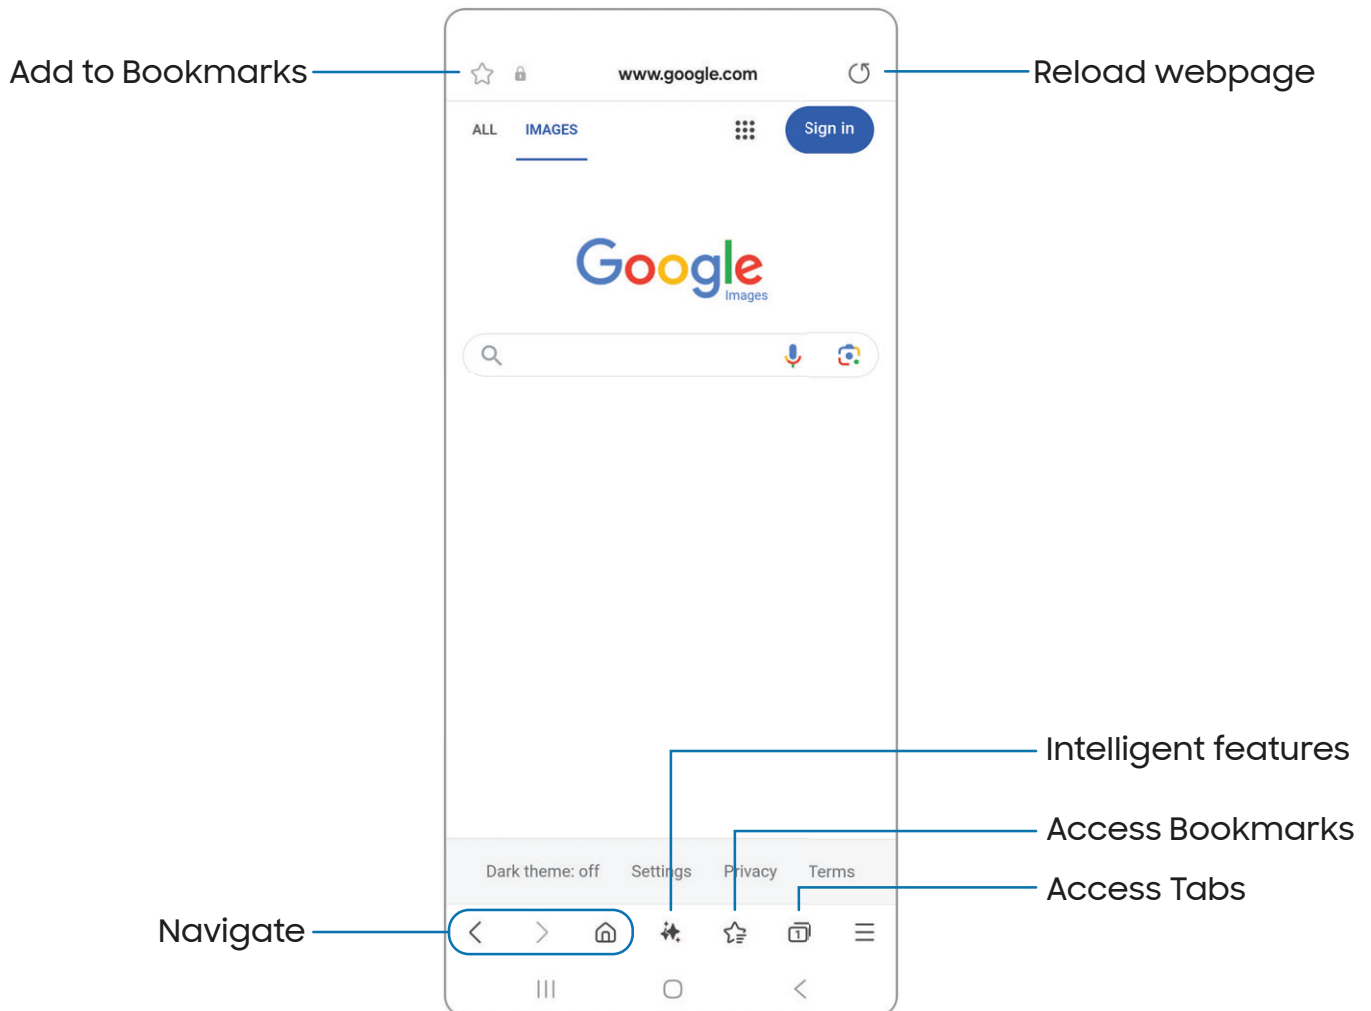 Add to Bookmarks
www.google.com
Reload webpage
ALL IMAGES Sign in
Google
Images
Intelligent features
Access Bookmarks
Dark theme: off Settings Privacy Terms
Access Tabs
Navigate
1